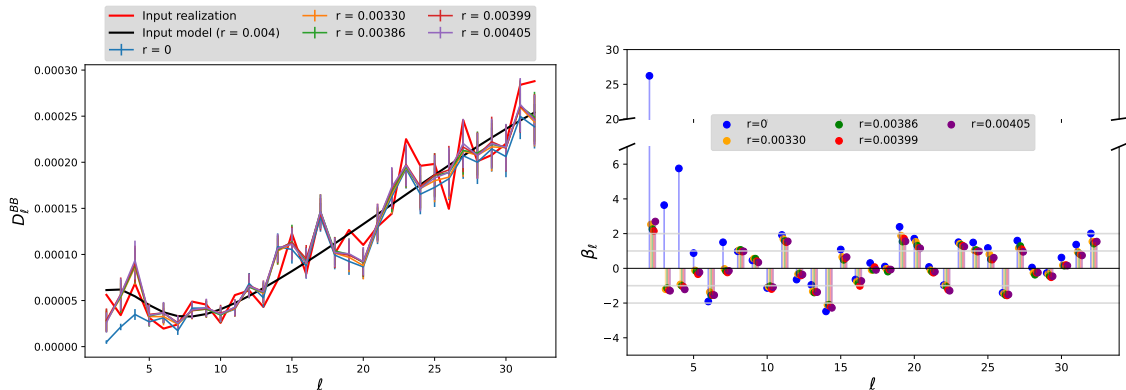 Input realization
Input model (r = 0.004)
r = 0
r = 0.00330
r = 0.00386
r = 0.00399
r = 0.00405
0.00030
0.00025
0.00020
0.00015
0.00010
0.00005
0.00000
D_ℓ^{BB}
5 10 15 20 25 30
ℓ
30
25
20
r=0
r=0.00330
r=0.00386
r=0.00399
r=0.00405
6
4
2
0
−2
−4
β_ℓ
5 10 15 20 25 30
ℓ